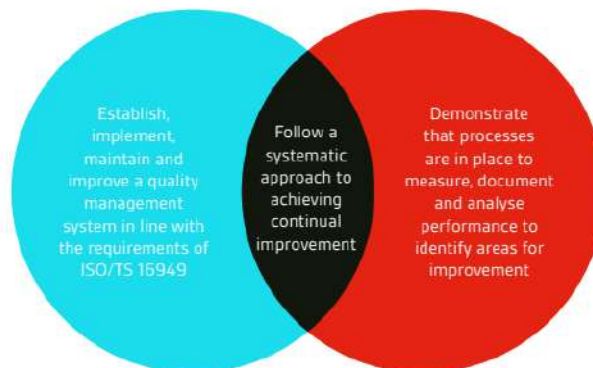 Establish,
implement,
maintain and
improve a quality
management
system in line with
the requirements of
ISO/TS 16949
Follow a
systematic
approach to
achieving
continual
improvement
Demonstrate
that processes
are in place to
measure, document
and analyse
performance to
identify areas for
improvement